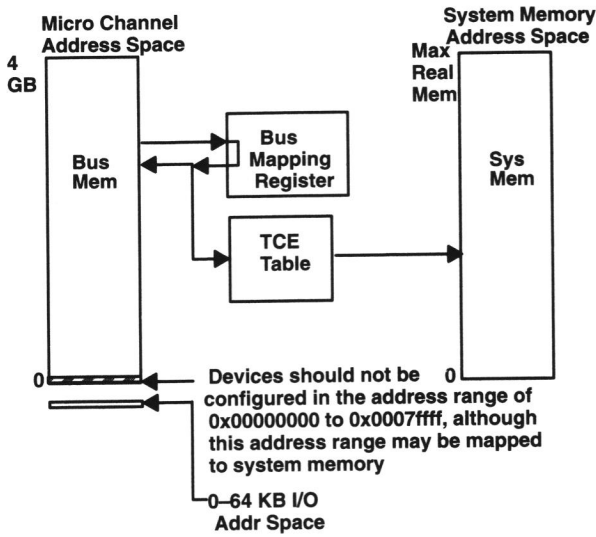 Micro Channel
Address Space
System Memory
Address Space
4
GB
Max
Real
Mem
Bus
Mem
Bus
Mapping
Register
Sys
Mem
TCE
Table
0
0
Devices should not be
configured in the address range of
0x00000000 to 0x0007ffff, although
this address range may be mapped
to system memory
0–64 KB I/O
Addr Space